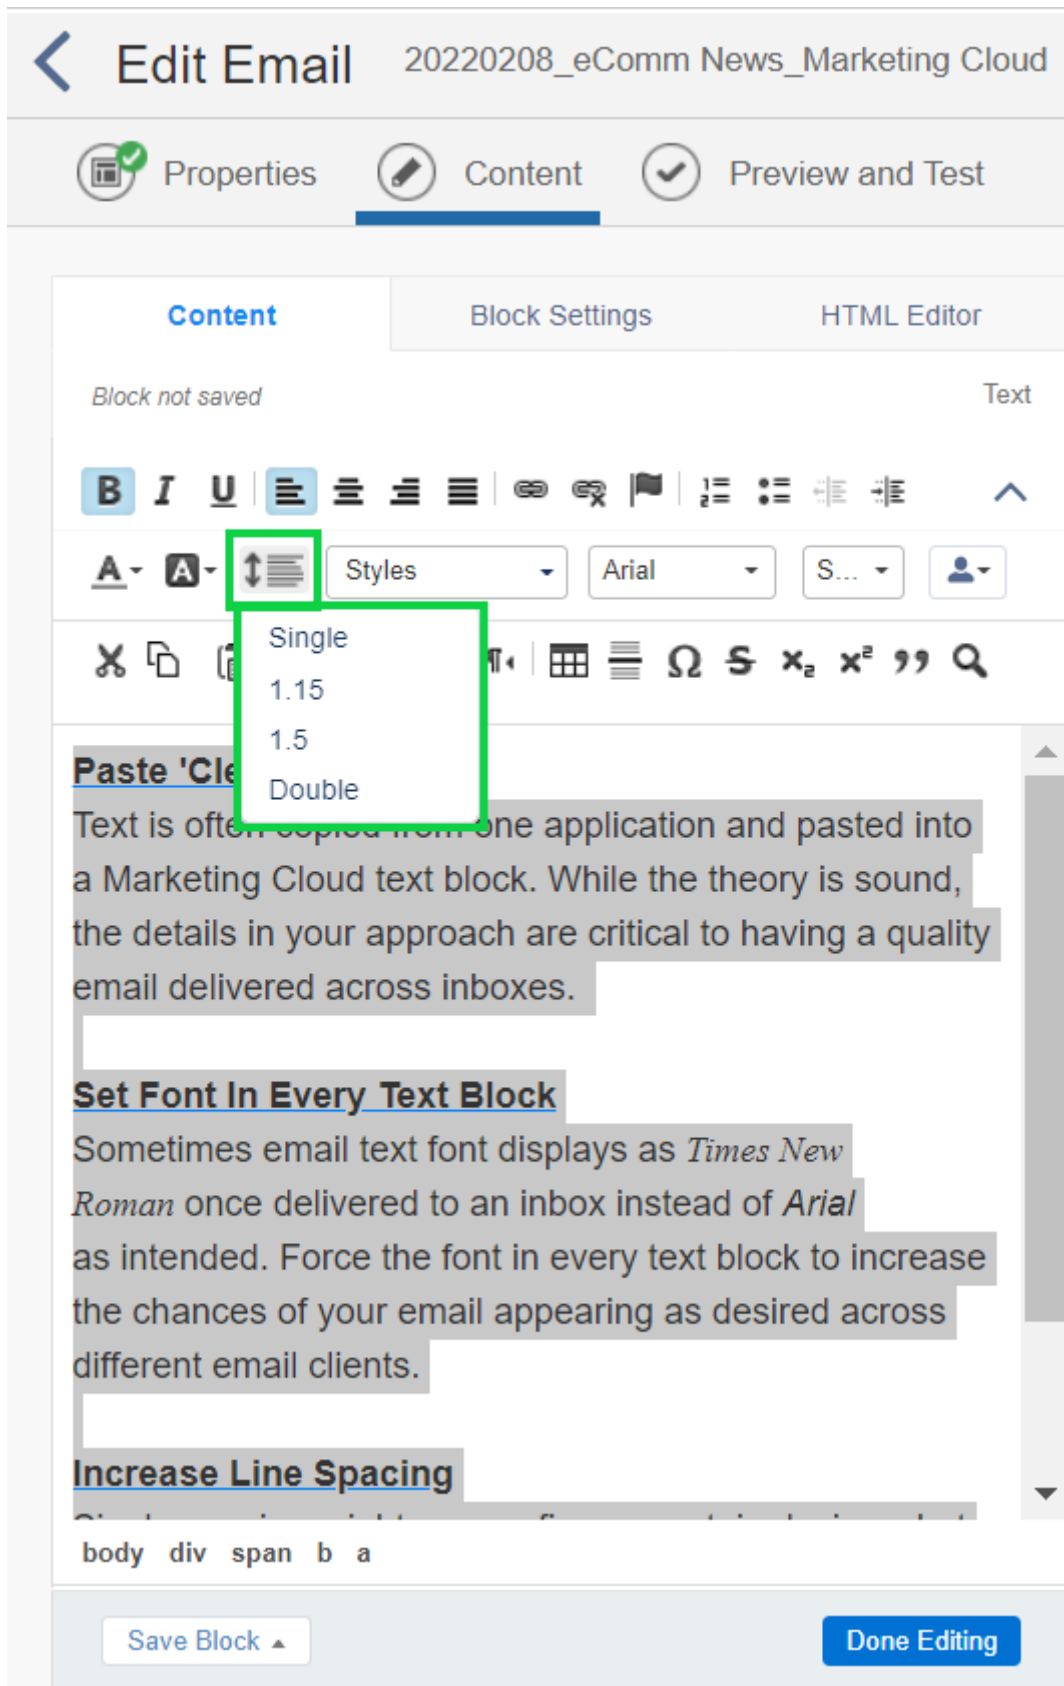 Edit Email 20220208_eComm News_Marketing Cloud
Properties Content Preview and Test
Content Block Settings HTML Editor
Block not saved Text
B I U
A A Styles Arial S...
Single
1.15
1.5
Double
Paste 'Cle
Text is often copied from one application and pasted into
a Marketing Cloud text block. While the theory is sound,
the details in your approach are critical to having a quality
email delivered across inboxes.
Set Font In Every Text Block
Sometimes email text font displays as Times New
Roman once delivered to an inbox instead of Arial
as intended. Force the font in every text block to increase
the chances of your email appearing as desired across
different email clients.
Increase Line Spacing
body div span b a
Save Block Done Editing